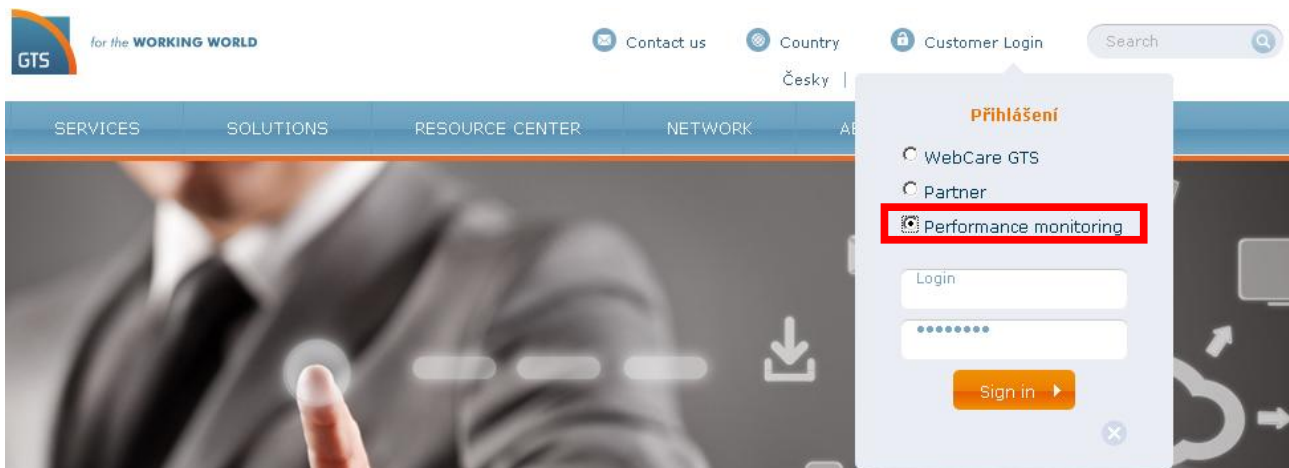 GTS
for the WORKING WORLD
Contact us
Country
Customer Login
Search
Česky |
SERVICES
SOLUTIONS
RESOURCE CENTER
NETWORK
Přihlášení
WebCare GTS
Partner
Performance monitoring
Login
Sign in